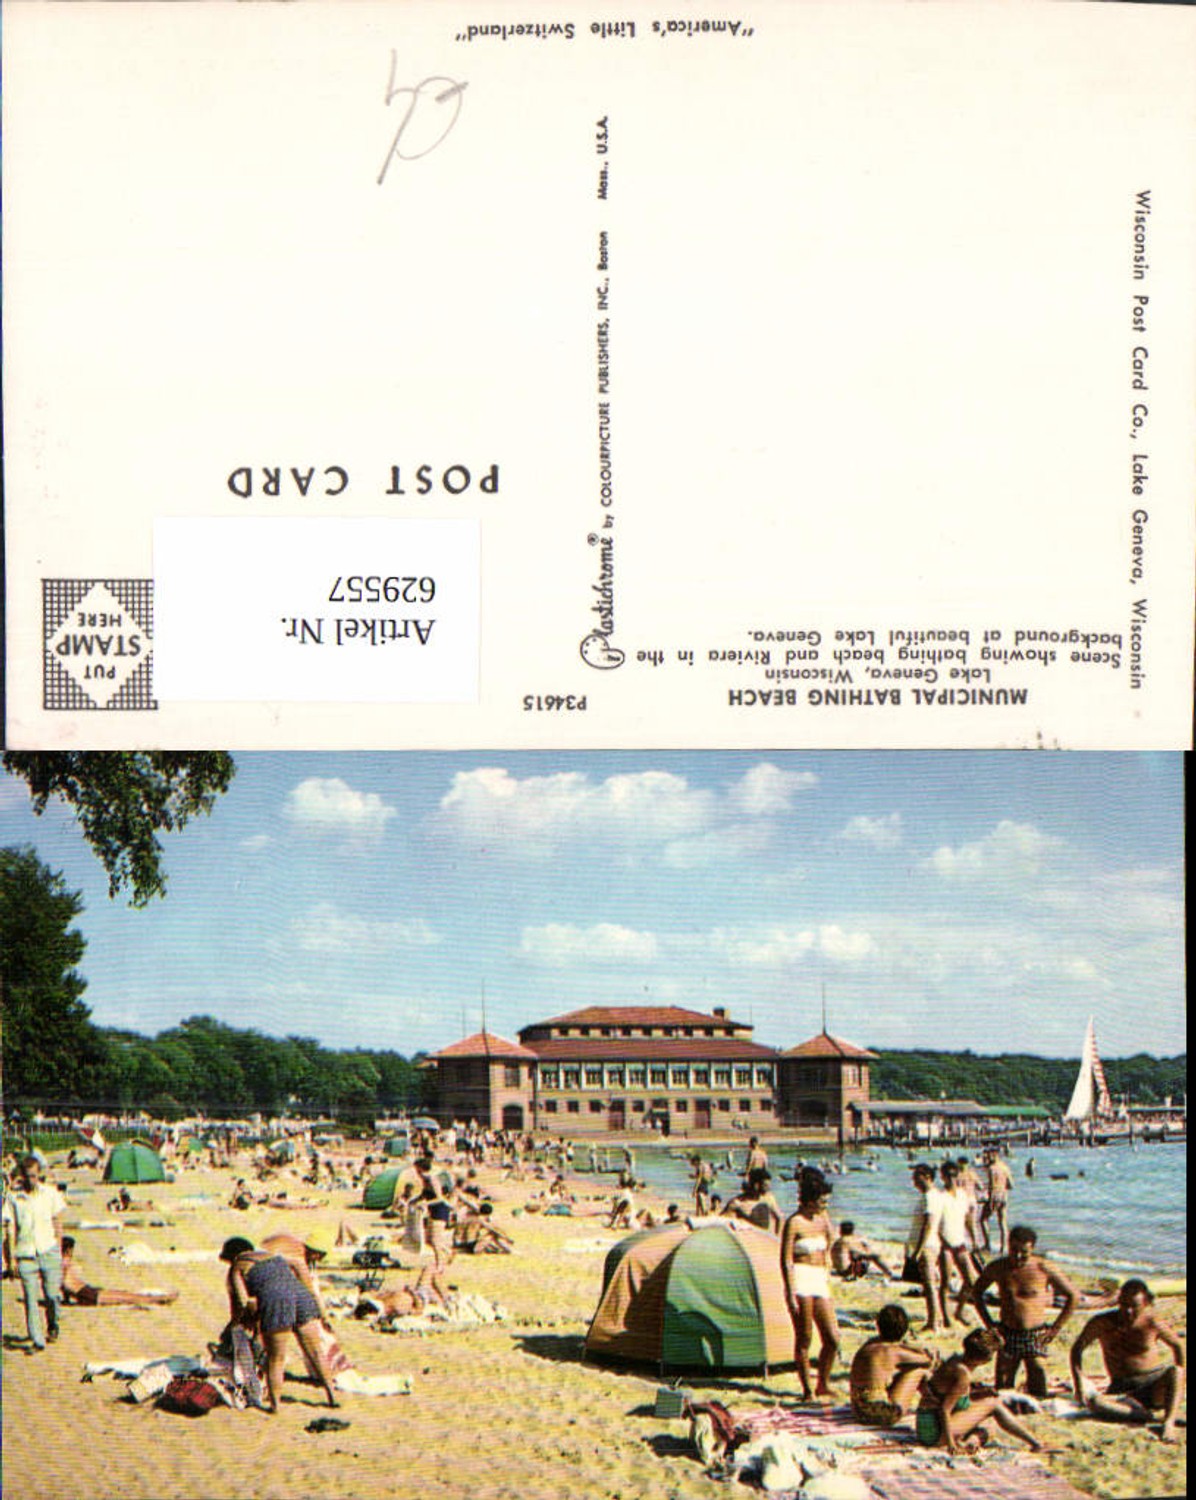 MUNICIPAL BATHING BEACH
Lake Geneva, Wisconsin
Scene showing bathing beach and Riviera in the
background at beautiful Lake Geneva.
P34615
Wisconsin Post Card Co., Lake Geneva, Wisconsin
Plastichrome® by COLOURPICTURE PUBLISHERS, INC., Boston Mass., U.S.A.
PUT
STAMP
HERE
Artikel Nr.
629557
POST CARD
"America's Little Switzerland"